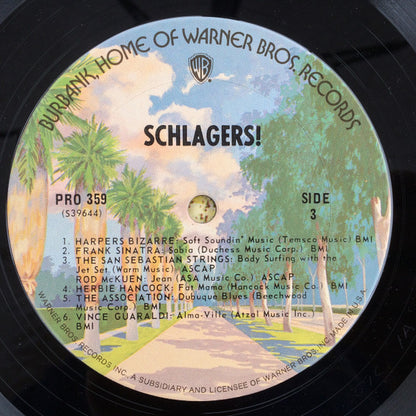 BURBANK, HOME OF WARNER BROS. RECORDS
WB
SCHLAGERS!
PRO 359
(S39644)
SIDE
3
1. HARPERS BIZARRE: Soft Soundin' Music (Temsco Music) BMI
2. FRANK SINATRA: Sabia (Duchess Music Corp.) BMI
3. THE SAN SEBASTIAN STRINGS: Body Surfing with the
Jet Set (Warm Music) ASCAP
ROD McKUEN: Jean (ASA Music Co.) ASCAP
4. HERBIE HANCOCK: Fat Mama (Hancock Music Co.) BMI
5. THE ASSOCIATION: Dubuque Blues (Beechwood
Music Corp.) BMI
6. VINCE GUARALDI: Alma-Ville (Atzal Music Inc.)
BMI
WARNER BROS. RECORDS INC., A SUBSIDIARY AND LICENSEE OF WARNER BROS. INC. MADE IN U.S.A.